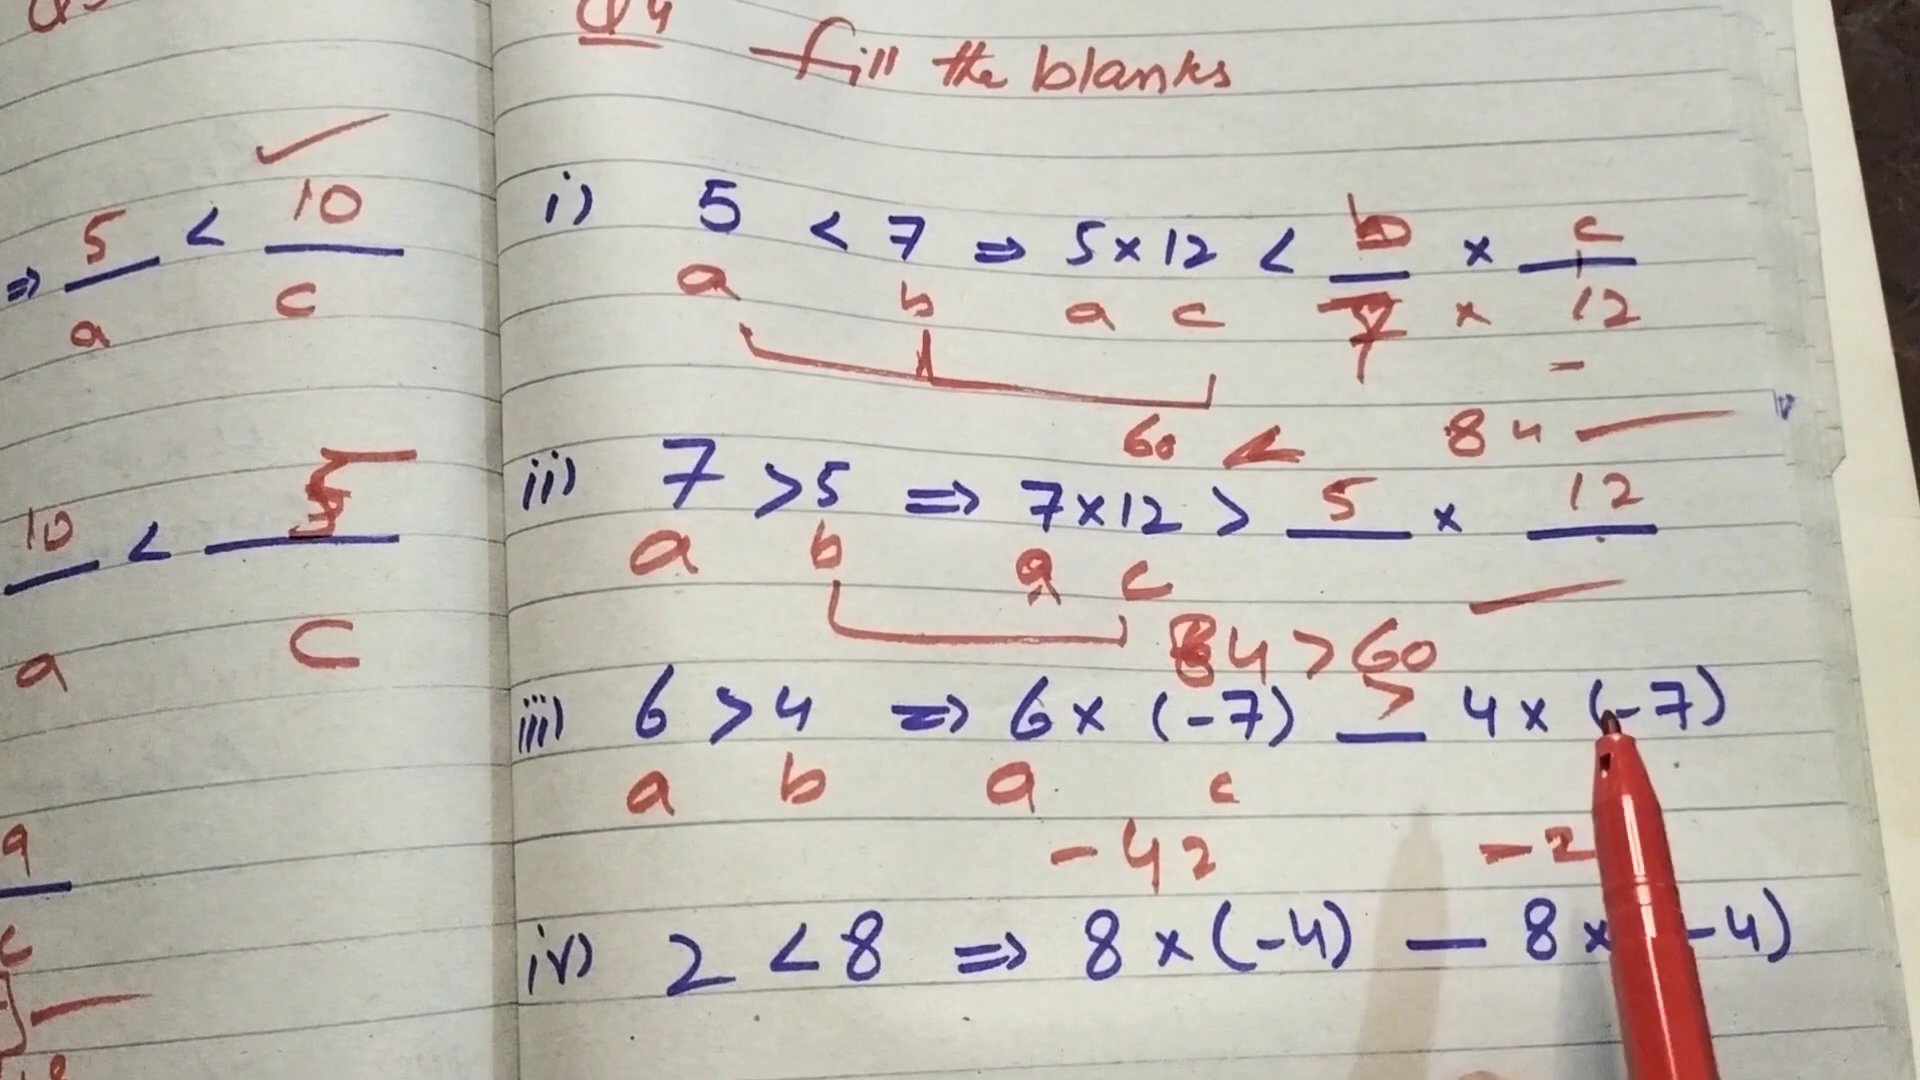 Q4 fill the blanks
⇒ 5 < 10
a c
10 < 5
a c
9
c
i) 5 < 7 ⇒ 5 × 12 < b × c
a b a c 7 × 12
60 < 84
ii) 7 > 5 ⇒ 7 × 12 > 5 × 12
a b a c
84 > 60
iii) 6 > 4 ⇒ 6 × (-7) > 4 × (-7)
a b a c
-42 -2
iv) 2 < 8 ⇒ 8 × (-4) _ 8 × -4)